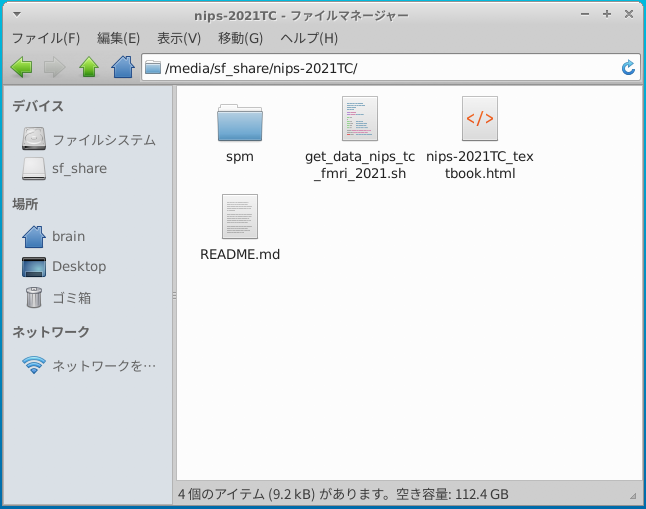 nips-2021TC - ファイルマネージャー
ファイル(F) 編集(E) 表示(V) 移動(G) ヘルプ(H)
/media/sf_share/nips-2021TC/
デバイス
ファイルシステム
sf_share
場所
brain
Desktop
ゴミ箱
ネットワーク
ネットワークを…
spm
get_data_nips_tc
_fmri_2021.sh
</>
nips-2021TC_tex
tbook.html
README.md
4 個のアイテム (9.2 kB) があります。空き容量: 112.4 GB